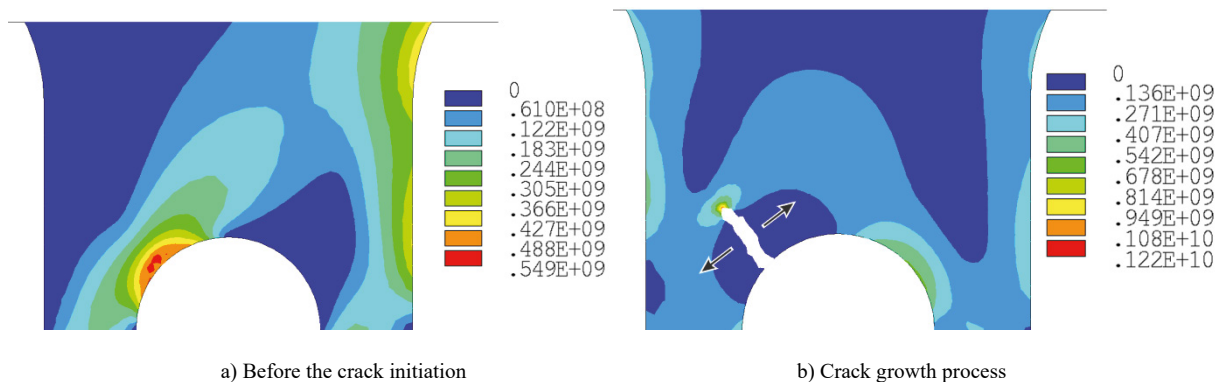 0
.610E+08
.122E+09
.183E+09
.244E+09
.305E+09
.366E+09
.427E+09
.488E+09
.549E+09
0
.136E+09
.271E+09
.407E+09
.542E+09
.678E+09
.814E+09
.949E+09
.108E+10
.122E+10
a) Before the crack initiation
b) Crack growth process